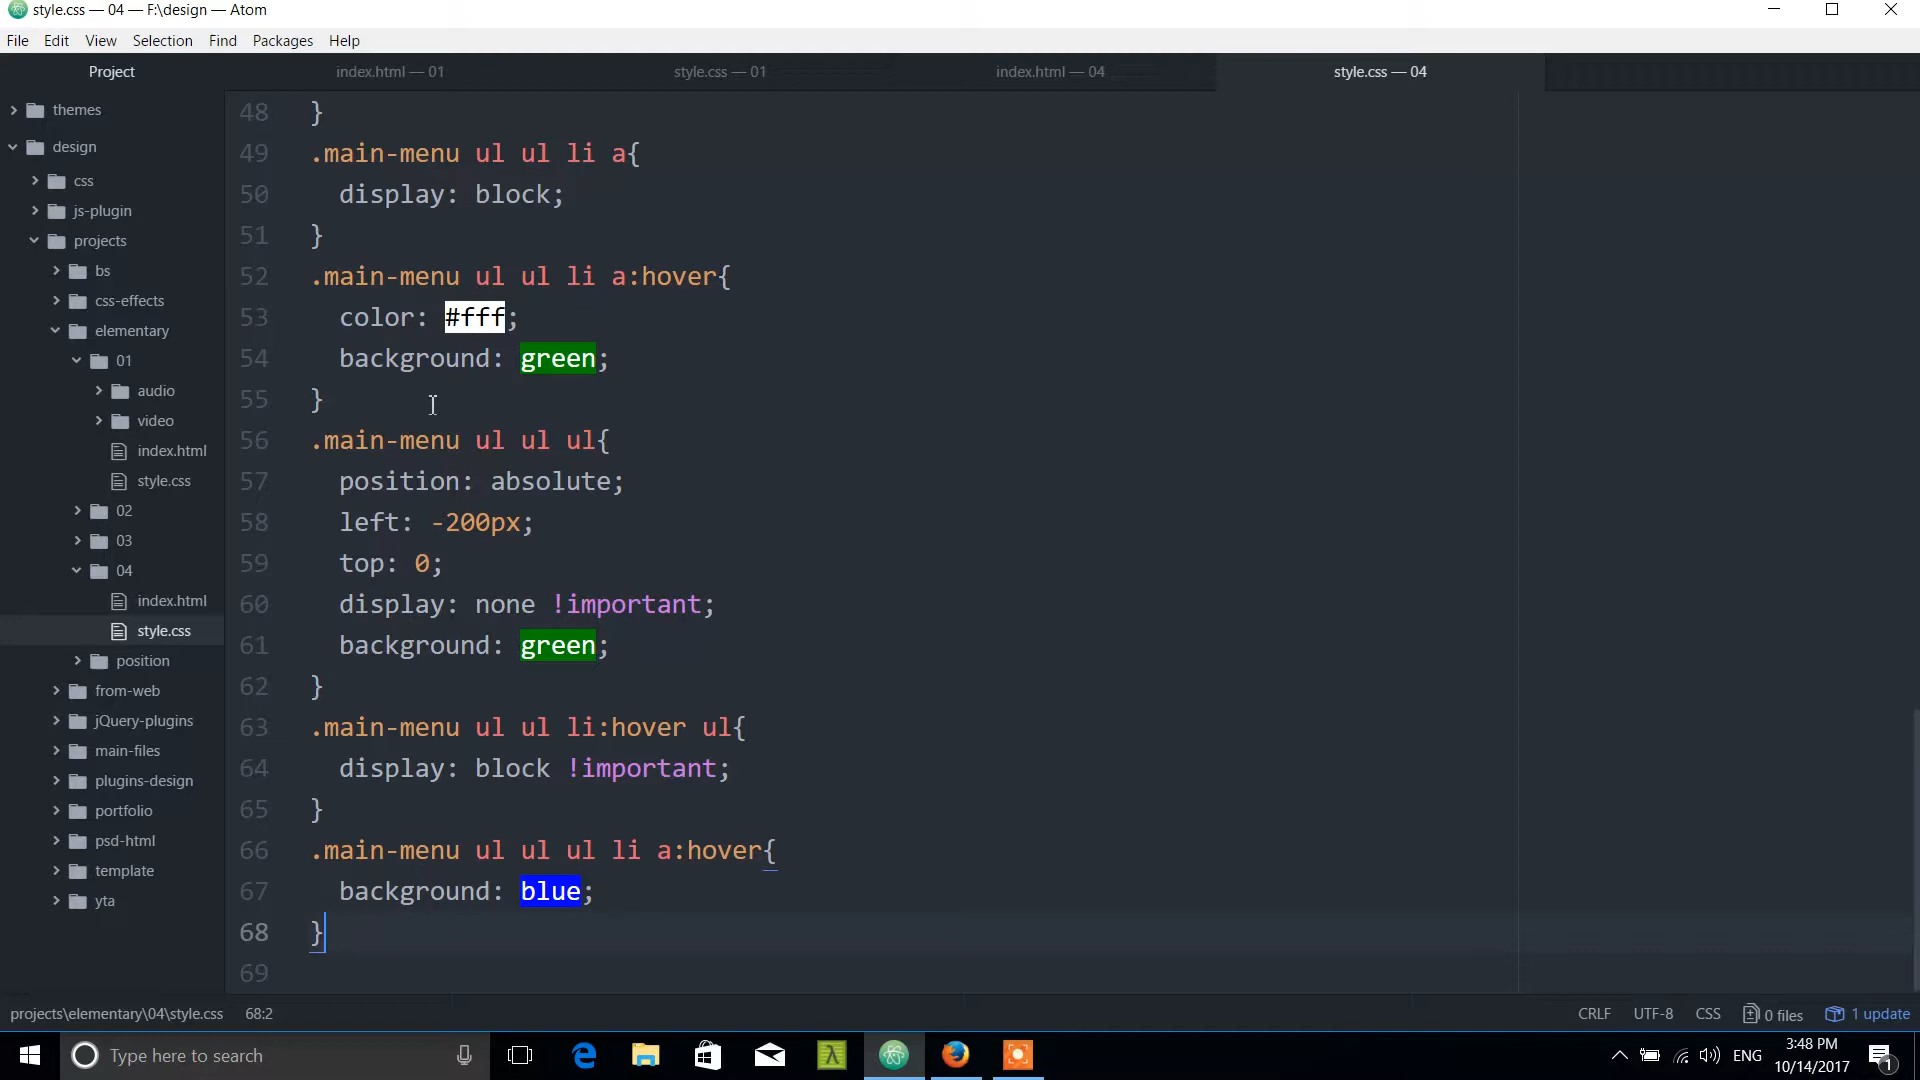 style.css — 04 — F:\design — Atom
File Edit View Selection Find Packages Help
Project
index.html — 01
style.css — 01
index.html — 04
style.css — 04
themes
design
css
js-plugin
projects
bs
css-effects
elementary
01
audio
video
index.html
style.css
02
03
04
index.html
style.css
position
from-web
jQuery-plugins
main-files
plugins-design
portfolio
psd-html
template
yta
48 }
49 .main-menu ul ul li a{
50 display: block;
51 }
52 .main-menu ul ul li a:hover{
53 color: #fff;
54 background: green;
55 }
56 .main-menu ul ul ul{
57 position: absolute;
58 left: -200px;
59 top: 0;
60 display: none !important;
61 background: green;
62 }
63 .main-menu ul ul li:hover ul{
64 display: block !important;
65 }
66 .main-menu ul ul ul li a:hover{
67 background: blue;
68 }
69
projects\elementary\04\style.css 68:2
CRLF UTF-8 CSS 0 files 1 update
Type here to search
ENG
3:48 PM
10/14/2017
1